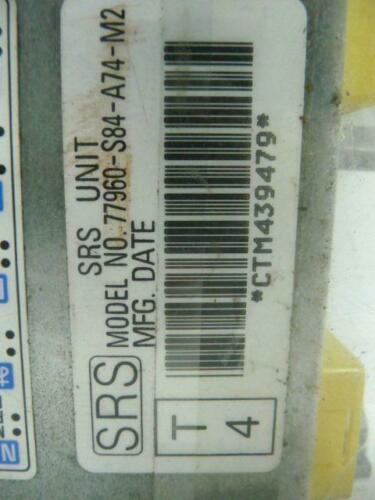 SRS UNIT
SRS
MODEL NO. 77960-S84-A74-M2
MFG. DATE
*CTM439479*
T
4